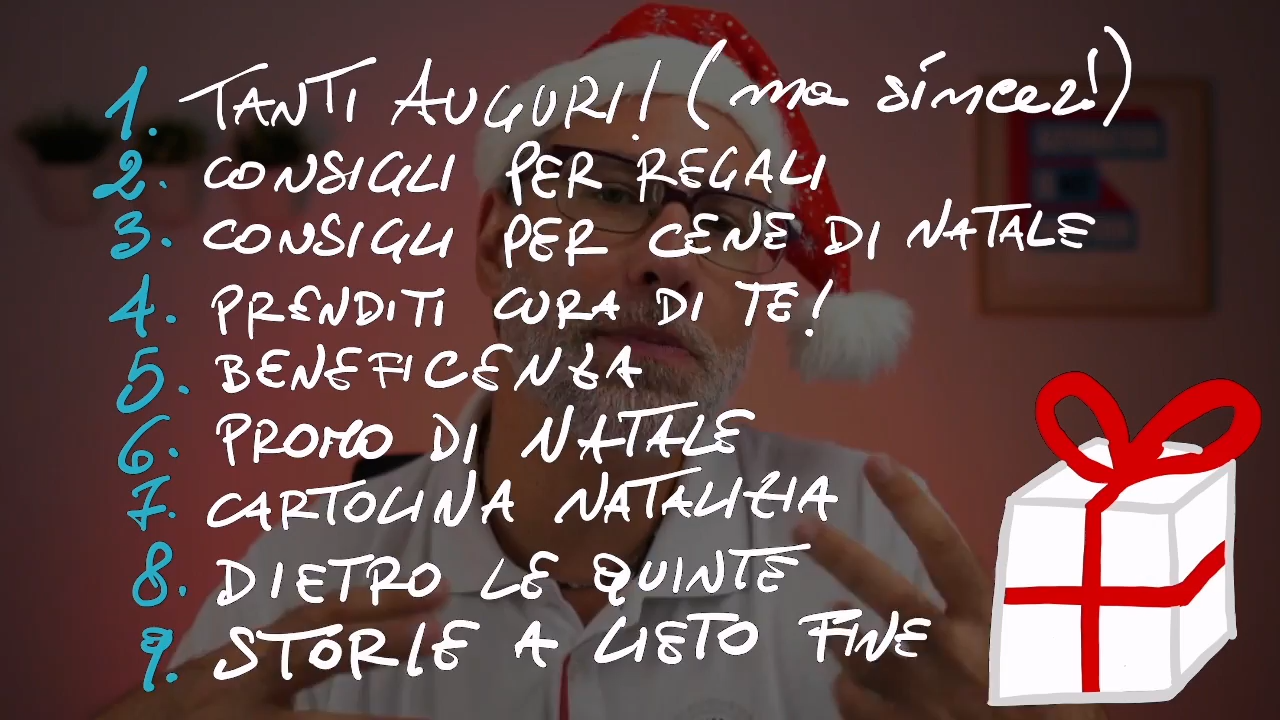 1. TANTI AUGURI! (ma sinceri!)
2. CONSIGLI PER REGALI
3. CONSIGLI PER CENE DI NATALE
4. PRENDITI CURA DI TE!
5. BENEFICENZA
6. PROMO DI NATALE
7. CARTOLINA NATALIZIA
8. DIETRO LE QUINTE
9. STORIE A LIETO FINE